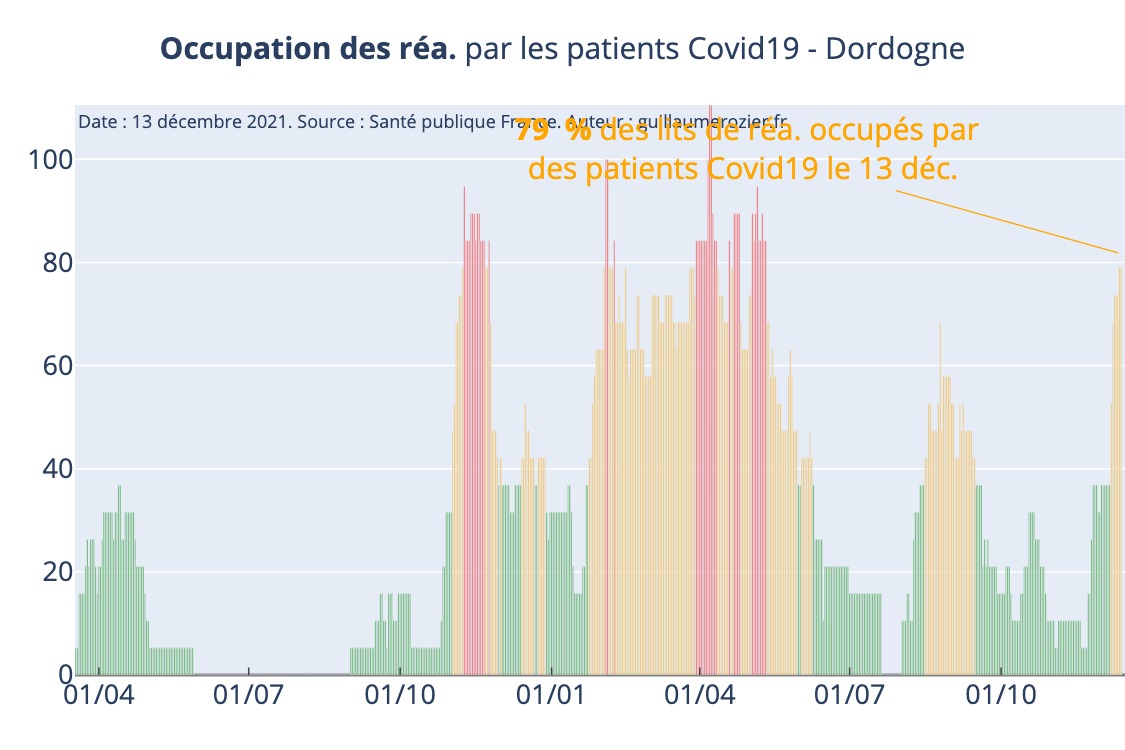 Occupation des réa. par les patients Covid19 - Dordogne
Date : 13 décembre 2021. Source : Santé publique France. Auteur : guillaumerozier.fr
79 % des lits de réa. occupés par
des patients Covid19 le 13 déc.
100
80
60
40
20
0
01/04 01/07 01/10 01/01 01/04 01/07 01/10